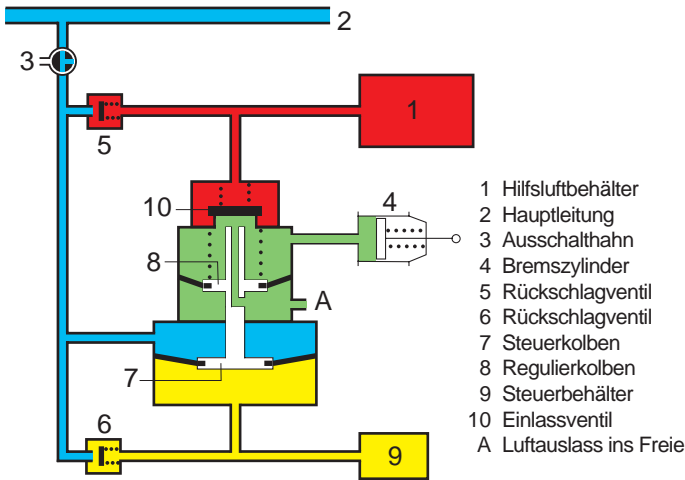 2
3
1
5
10
4
8
A
7
6
9
1 Hilfsluftbehälter
2 Hauptleitung
3 Ausschalthahn
4 Bremszylinder
5 Rückschlagventil
6 Rückschlagventil
7 Steuerkolben
8 Regulierkolben
9 Steuerbehälter
10 Einlassventil
A Luftauslass ins Freie